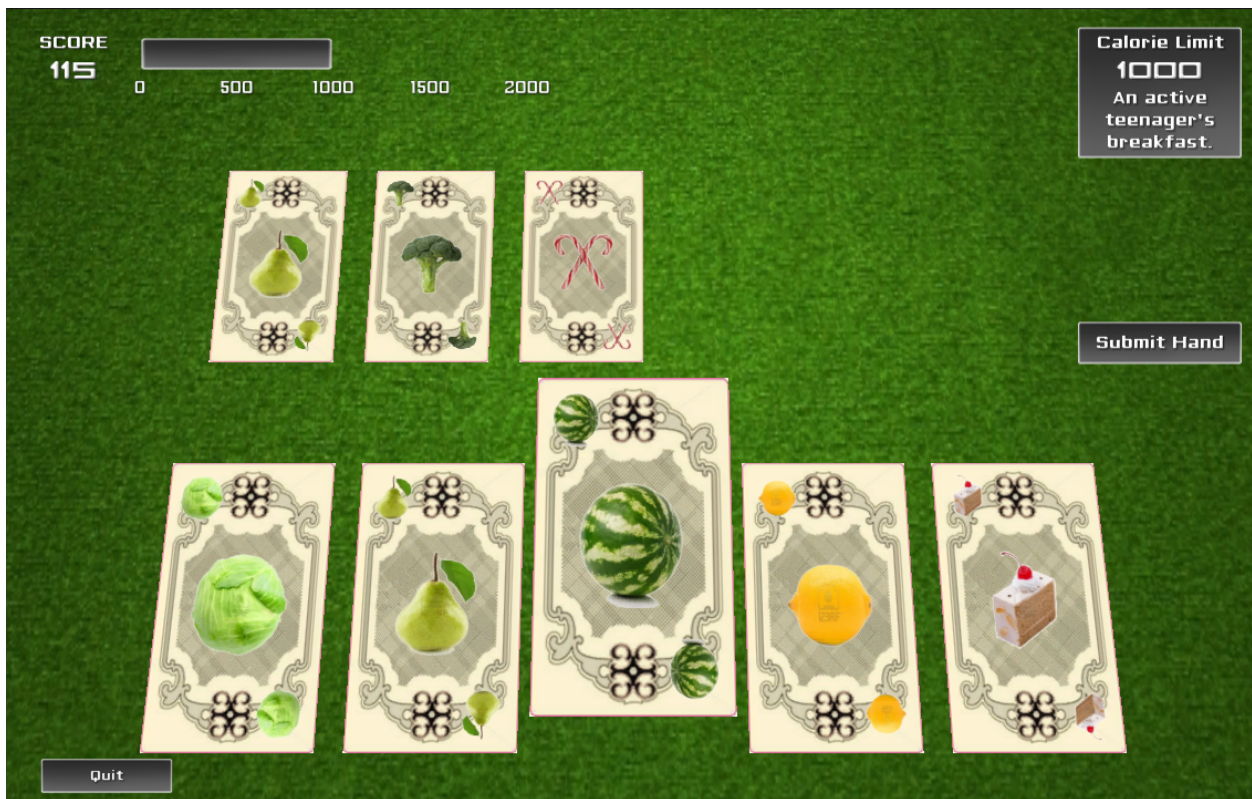 SCORE
115
0 500 1000 1500 2000
Calorie Limit
1000
An active
teenager's
breakfast.
Submit Hand
Quit